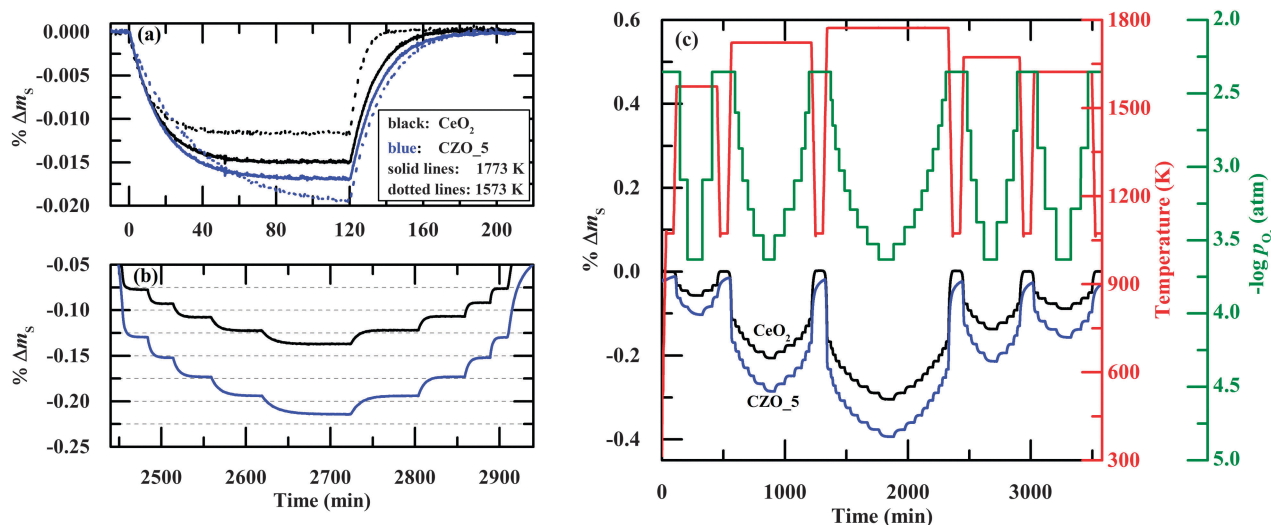 0.000
-0.005
-0.010
-0.015
-0.020
% Δm_S
(a)
black: CeO₂
blue: CZO_5
solid lines: 1773 K
dotted lines: 1573 K
0 40 80 120 160 200
-0.05
-0.10
-0.15
-0.20
-0.25
% Δm_S
(b)
2500 2600 2700 2800 2900
Time (min)
0.6
0.4
0.2
0.0
-0.2
-0.4
% Δm_S
(c)
CeO₂
CZO_5
0 1000 2000 3000
Time (min)
1800
1500
1200
900
600
300
Temperature (K)
2.0
2.5
3.0
3.5
4.0
4.5
5.0
-log p_O (atm)